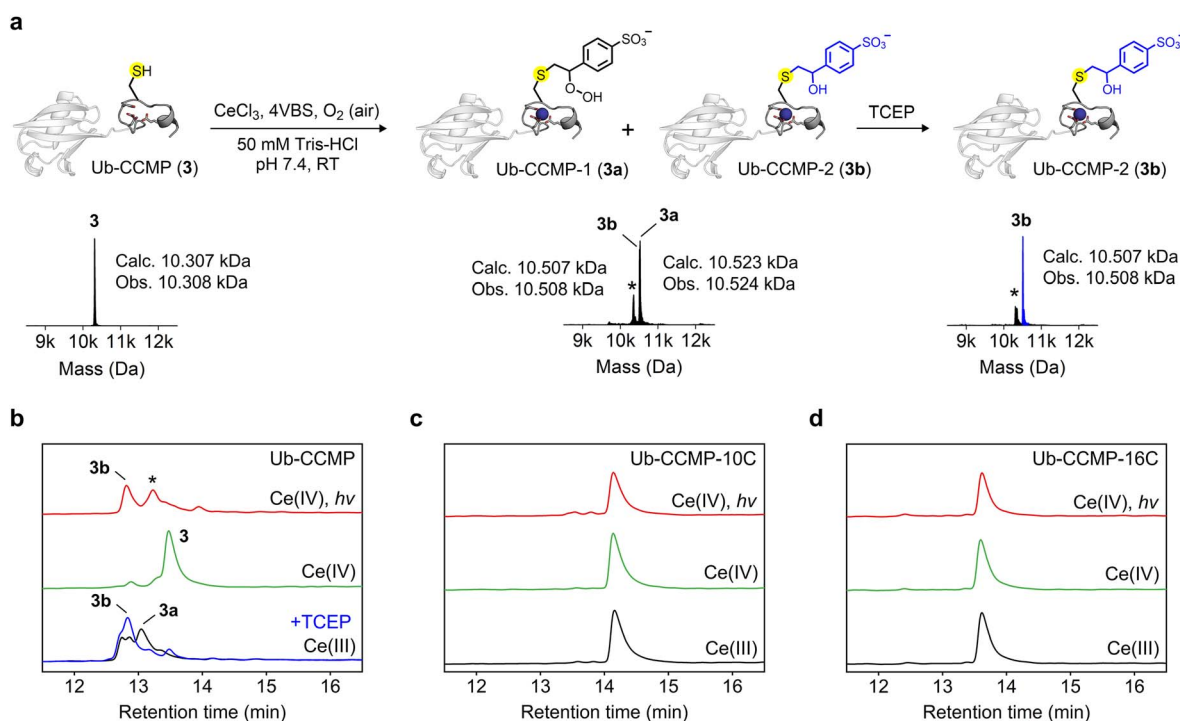 a
SH
Ub-CCMP (3)
CeCl₃, 4VBS, O₂ (air)
50 mM Tris-HCl
pH 7.4, RT
SO₃⁻
S
O
OH
Ub-CCMP-1 (3a)
+
SO₃⁻
S
OH
Ub-CCMP-2 (3b)
TCEP
SO₃⁻
S
OH
Ub-CCMP-2 (3b)
3
Calc. 10.307 kDa
Obs. 10.308 kDa
9k 10k 11k 12k
Mass (Da)
3b 3a
Calc. 10.507 kDa
Obs. 10.508 kDa
*
Calc. 10.523 kDa
Obs. 10.524 kDa
9k 10k 11k 12k
Mass (Da)
3b
*
Calc. 10.507 kDa
Obs. 10.508 kDa
9k 10k 11k 12k
Mass (Da)
b
Ub-CCMP
3b *
Ce(IV), hv
3
Ce(IV)
3b 3a
+TCEP
Ce(III)
12 13 14 15 16
Retention time (min)
c
Ub-CCMP-10C
Ce(IV), hv
Ce(IV)
Ce(III)
12 13 14 15 16
Retention time (min)
d
Ub-CCMP-16C
Ce(IV), hv
Ce(IV)
Ce(III)
12 13 14 15 16
Retention time (min)